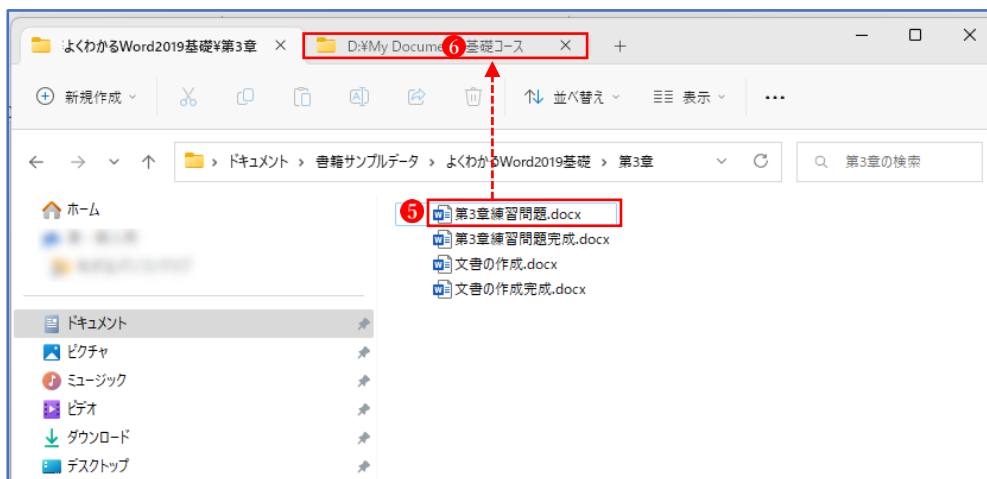 よくわかるWord2019基礎¥第3章
D:¥My Docume 6 基礎コース
新規作成
並べ替え
表示
ドキュメント › 書籍サンプルデータ › よくわかるWord2019基礎 › 第3章
第3章の検索
ホーム
5 第3章練習問題.docx
第3章練習問題完成.docx
文書の作成.docx
文書の作成完成.docx
ドキュメント
ピクチャ
ミュージック
ビデオ
ダウンロード
デスクトップ